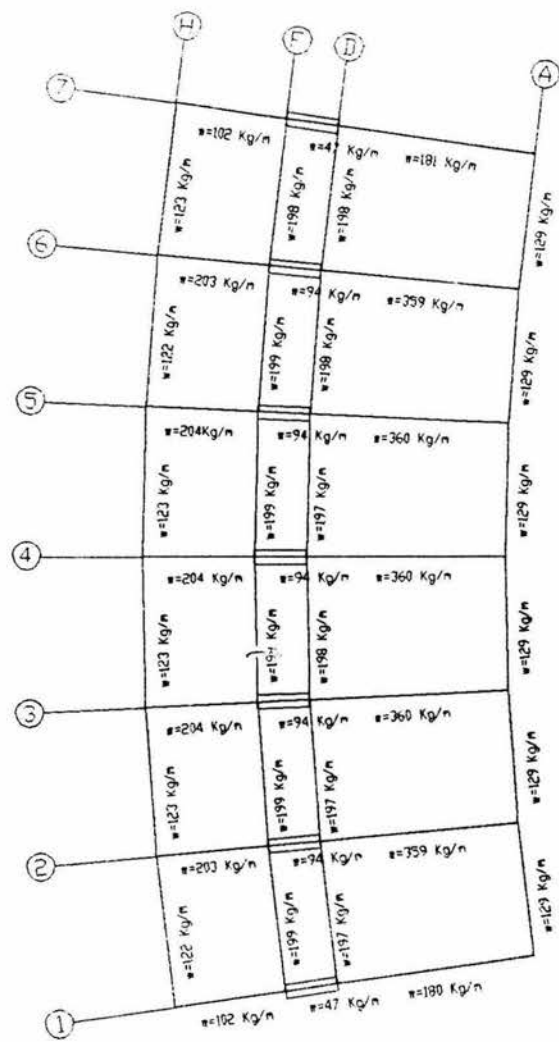 H
F
D
A
7
w=102 Kg/m
w=181 Kg/m
w=123 Kg/m
w=198 Kg/m
w=198 Kg/m
w=129 Kg/m
6
w=203 Kg/m
w=94 Kg/m
w=359 Kg/m
w=122 Kg/m
w=199 Kg/m
w=198 Kg/m
w=129 Kg/m
5
w=204Kg/m
w=94 Kg/m
w=360 Kg/m
w=123 Kg/m
w=199 Kg/m
w=197 Kg/m
w=129 Kg/m
4
w=204 Kg/m
w=94 Kg/m
w=360 Kg/m
w=123 Kg/m
w=198 Kg/m
w=129 Kg/m
3
w=204 Kg/m
w=94 Kg/m
w=360 Kg/m
w=123 Kg/m
w=199 Kg/m
w=197 Kg/m
w=129 Kg/m
2
w=203 Kg/m
w=94 Kg/m
w=359 Kg/m
w=122 Kg/m
w=199 Kg/m
w=197 Kg/m
w=129 Kg/m
1
w=102 Kg/m
w=47 Kg/m
w=180 Kg/m